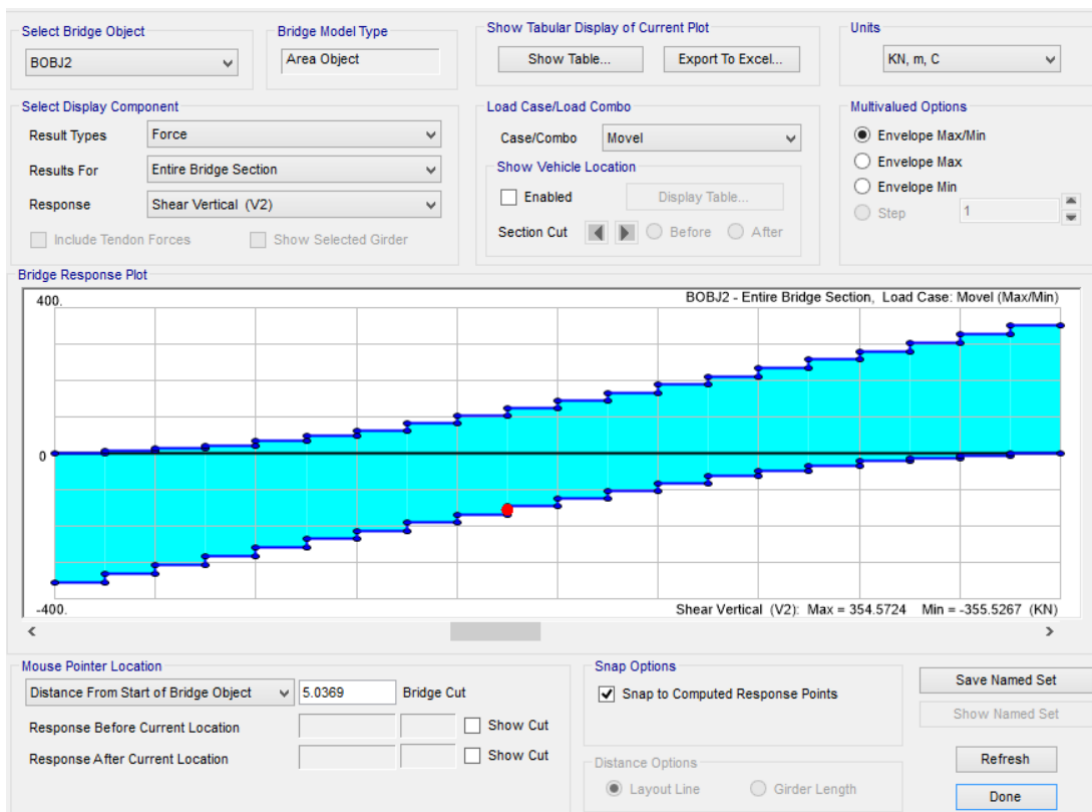 Select Bridge Object
BOBJ2
Bridge Model Type
Area Object
Show Tabular Display of Current Plot
Show Table...
Export To Excel...
Units
KN, m, C
Select Display Component
Result Types
Force
Results For
Entire Bridge Section
Response
Shear Vertical (V2)
Include Tendon Forces
Show Selected Girder
Load Case/Load Combo
Case/Combo
Movel
Show Vehicle Location
Enabled
Display Table...
Section Cut
Before
After
Multivalued Options
Envelope Max/Min
Envelope Max
Envelope Min
Step
1
Bridge Response Plot
400.
BOBJ2 - Entire Bridge Section, Load Case: Movel (Max/Min)
0
-400.
Shear Vertical (V2): Max = 354.5724 Min = -355.5267 (KN)
Mouse Pointer Location
Distance From Start of Bridge Object
5.0369
Bridge Cut
Response Before Current Location
Show Cut
Response After Current Location
Show Cut
Snap Options
Snap to Computed Response Points
Distance Options
Layout Line
Girder Length
Save Named Set
Show Named Set
Refresh
Done